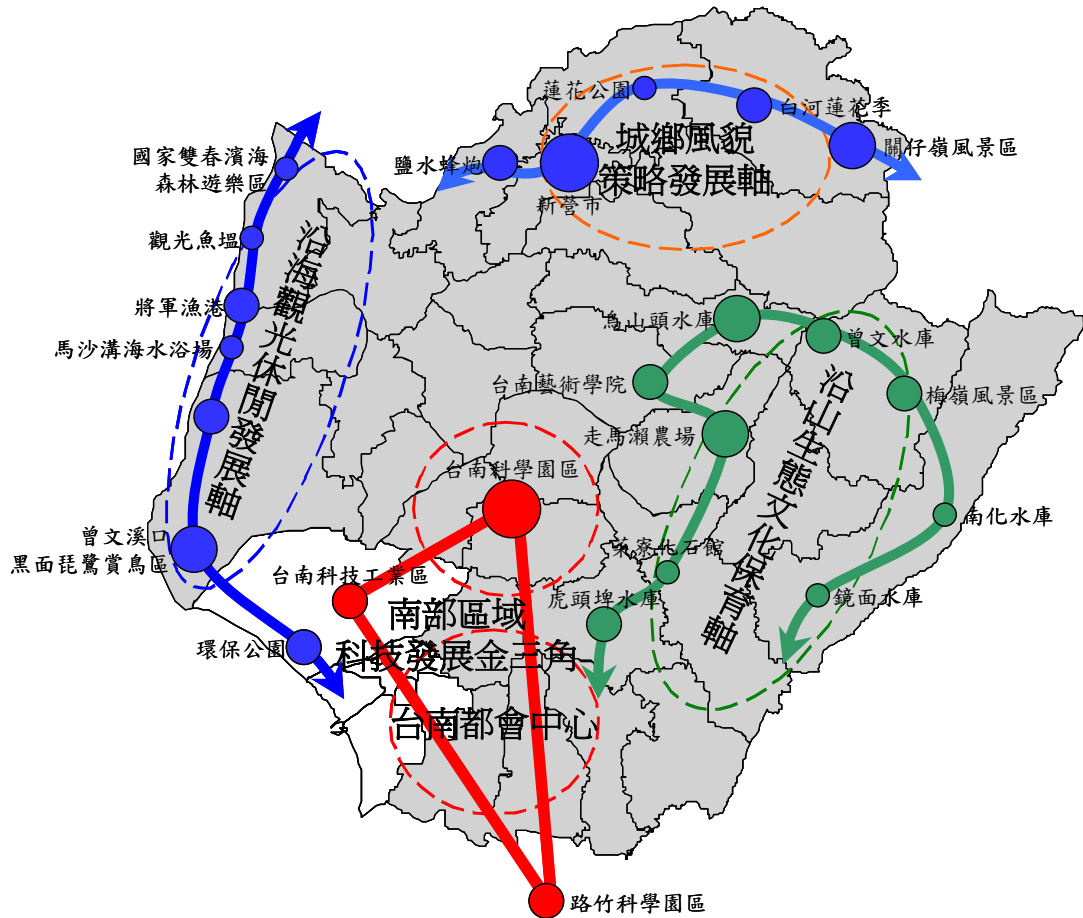 蓮花公園
白河蓮花季
城鄉風貌
策略發展軸
關仔嶺風景區
鹽水蜂炮
新營市
國家雙春濱海
森林遊樂區
觀光魚塭
將軍漁港
馬沙溝海水浴場
沿海觀光休閒發展軸
曾文溪口
黑面琵鷺賞鳥區
環保公園
烏山頭水庫
曾文水庫
台南藝術學院
梅嶺風景區
走馬瀨農場
沿山生態文化保育軸
南化水庫
菜寮化石館
鏡面水庫
虎頭埤水庫
台南科學園區
台南科技工業區
南部區域
科技發展金三角
台南都會中心
路竹科學園區